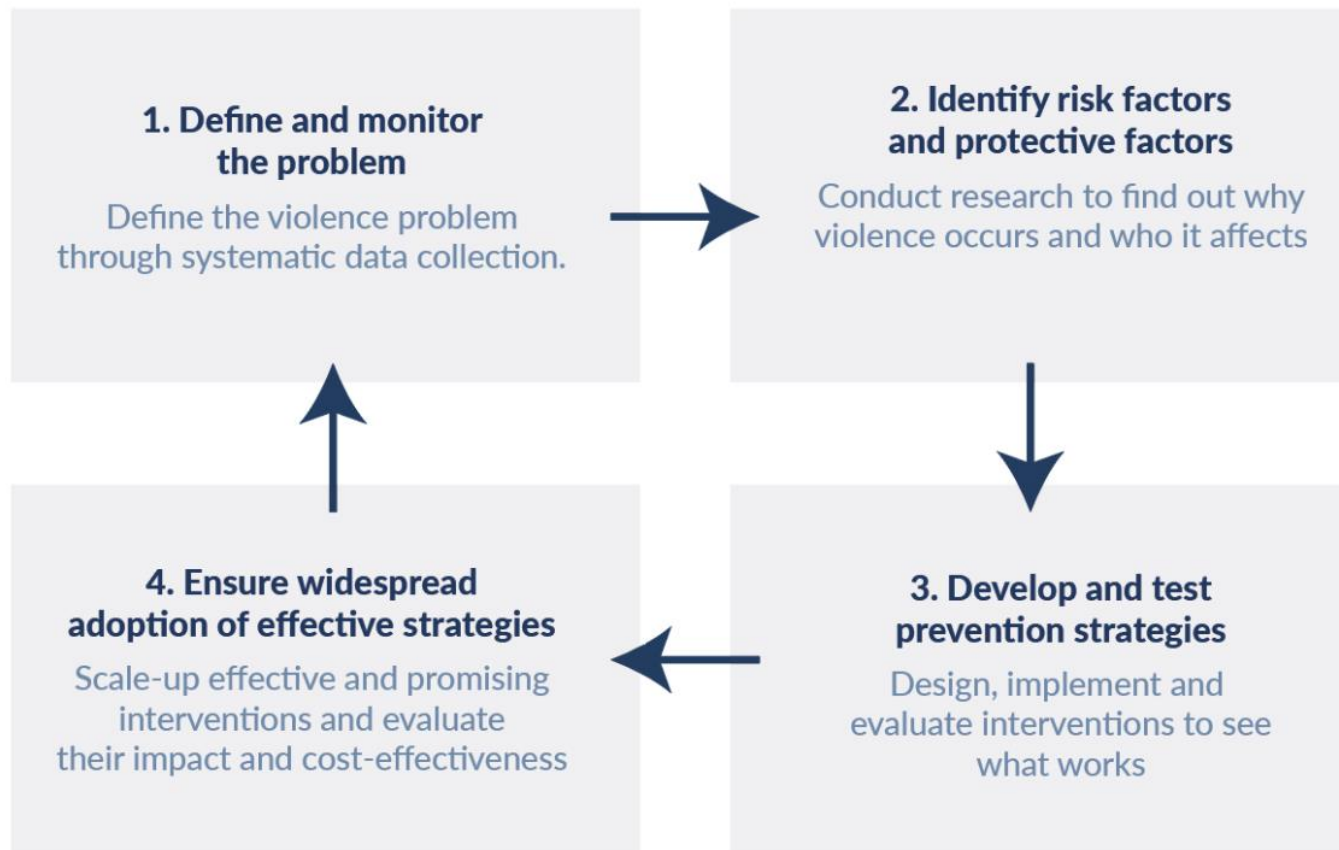 1. Define and monitor
the problem
Define the violence problem
through systematic data collection.
2. Identify risk factors
and protective factors
Conduct research to find out why
violence occurs and who it affects
3. Develop and test
prevention strategies
Design, implement and
evaluate interventions to see
what works
4. Ensure widespread
adoption of effective strategies
Scale-up effective and promising
interventions and evaluate
their impact and cost-effectiveness